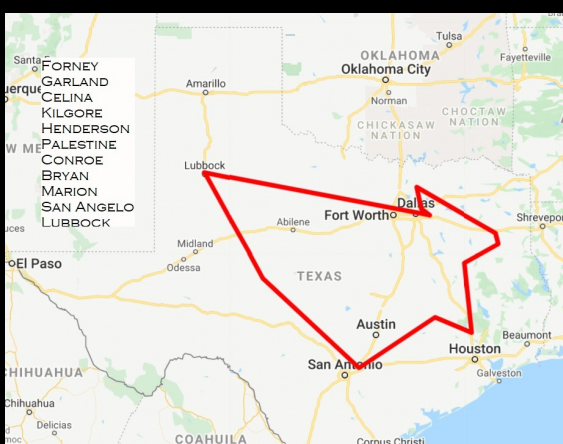 Tulsa
OKLAHOMA
Fayetteville
Santa Fe
FORNEY
Oklahoma City
GARLAND
Amarillo
CELINA
Norman
KILGORE
CHICKASAW
NATION
CHOCTAW
NATION
HENDERSON
PALESTINE
CONROE
Lubbock
BRYAN
MARION
Dallas
SAN ANGELO
Fort Worth
Shrevepor
LUBBOCK
Abilene
uces
Midland
El Paso
Odessa
TEXAS
Austin
Beaumont
Houston
San Antonio
Galveston
CHIHUAHUA
Chihuahua
Delicias
COAHUILA
Corpus Christi